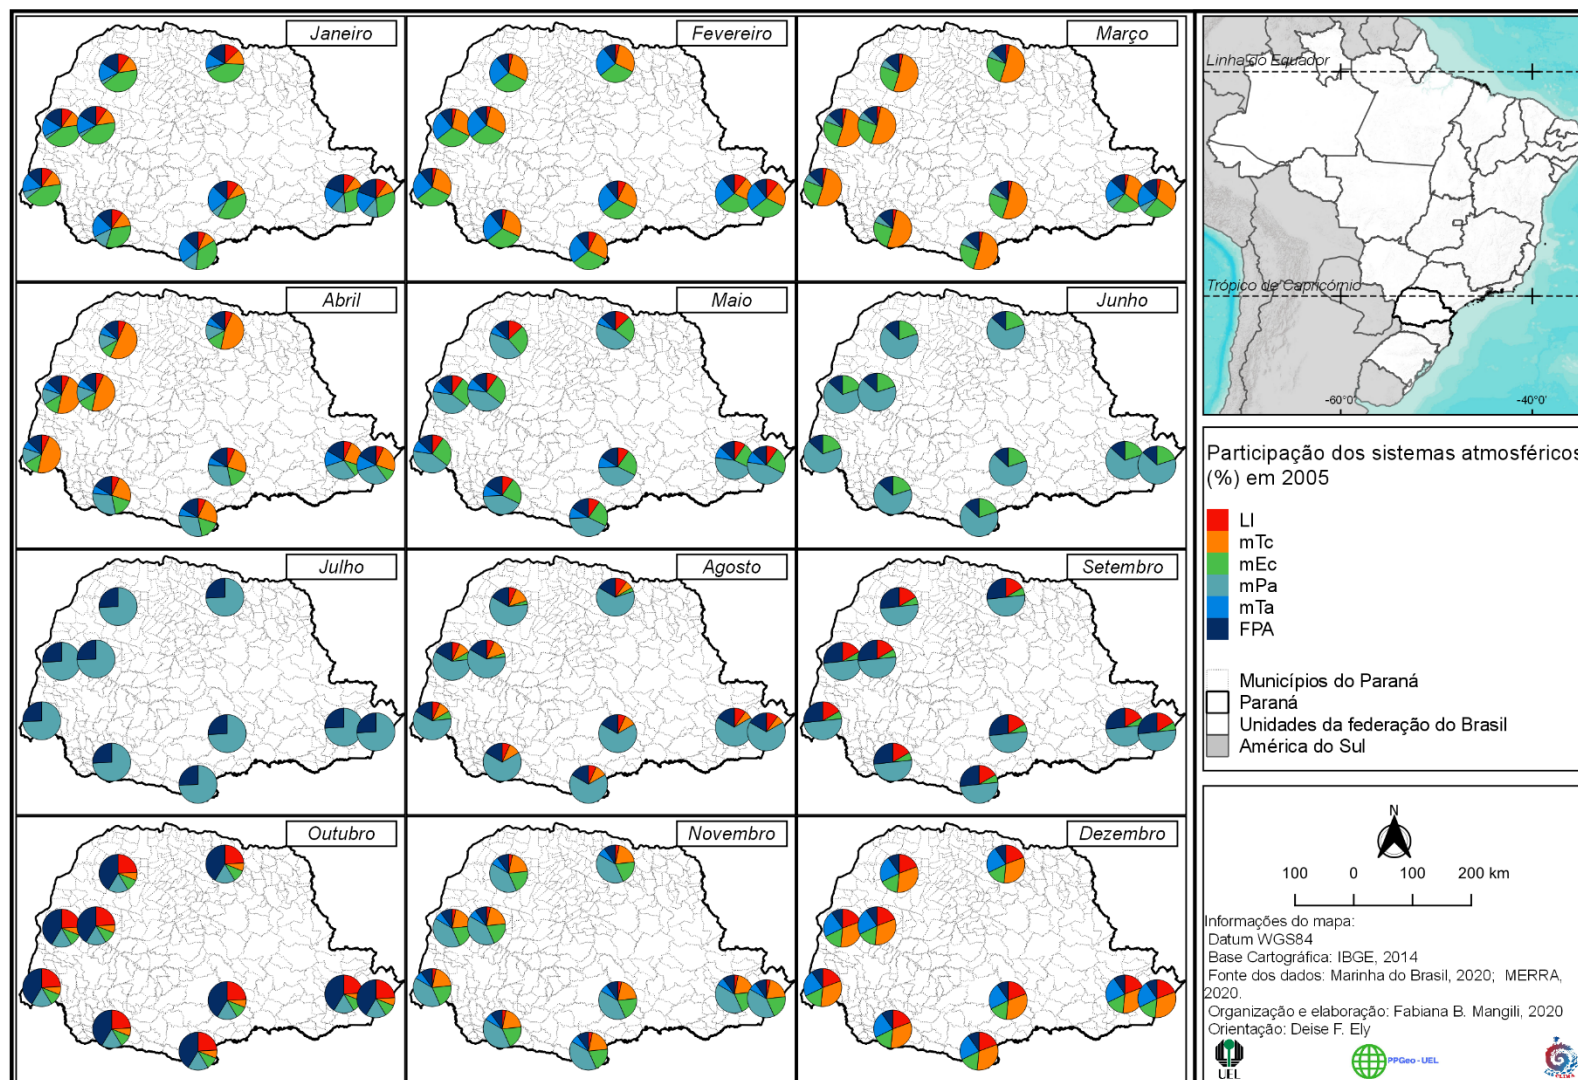 Janeiro
Fevereiro
Março
Abril
Maio
Junho
Julho
Agosto
Setembro
Outubro
Novembro
Dezembro
Linha do Equador
Trópico de Capricórnio
-60°0'
-40°0'
Participação dos sistemas atmosféricos
(%) em 2005
LI
mTc
mEc
mPa
mTa
FPA
Municípios do Paraná
Paraná
Unidades da federação do Brasil
América do Sul
N
100 0 100 200 km
Informações do mapa:
Datum WGS84
Base Cartográfica: IBGE, 2014
Fonte dos dados: Marinha do Brasil, 2020; MERRA,
2020.
Organização e elaboração: Fabiana B. Mangili, 2020
Orientação: Deise F. Ely
UEL
PPGeo-UEL